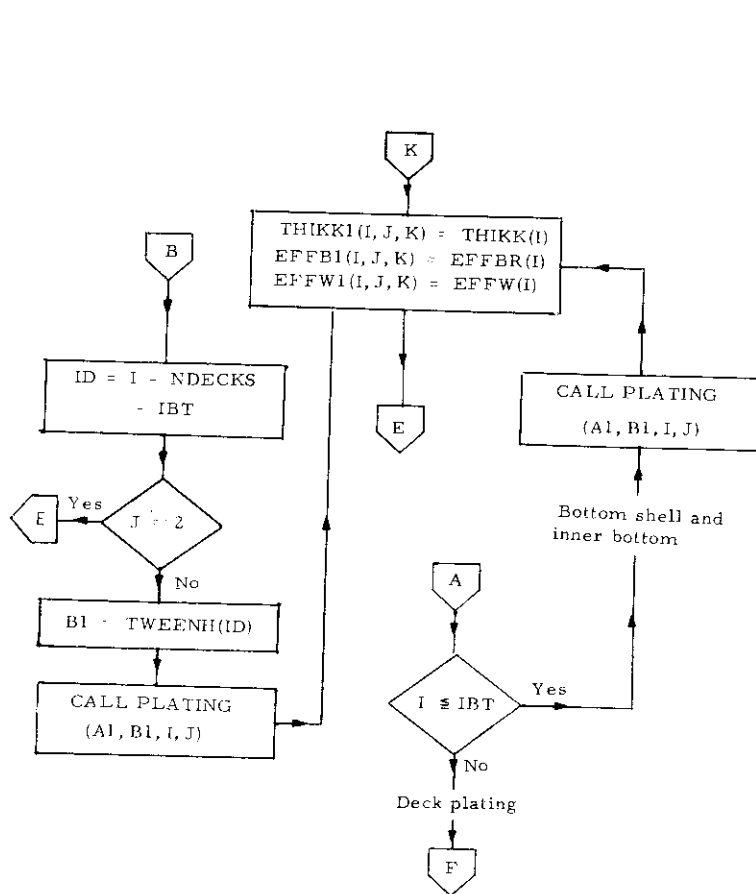 K
THIKK1(I, J, K) = THIKK(I)
EFFB1(I, J, K) = EFFBR(I)
EFFW1(I, J, K) = EFFW(I)
B
ID = I - NDECKS
- IBT
E
CALL PLATING
(A1, B1, I, J)
E
Yes
J = 2
Bottom shell and
inner bottom
No
A
B1 = TWEENH(ID)
I ≦ IBT
Yes
CALL PLATING
(A1, B1, I, J)
No
Deck plating
F